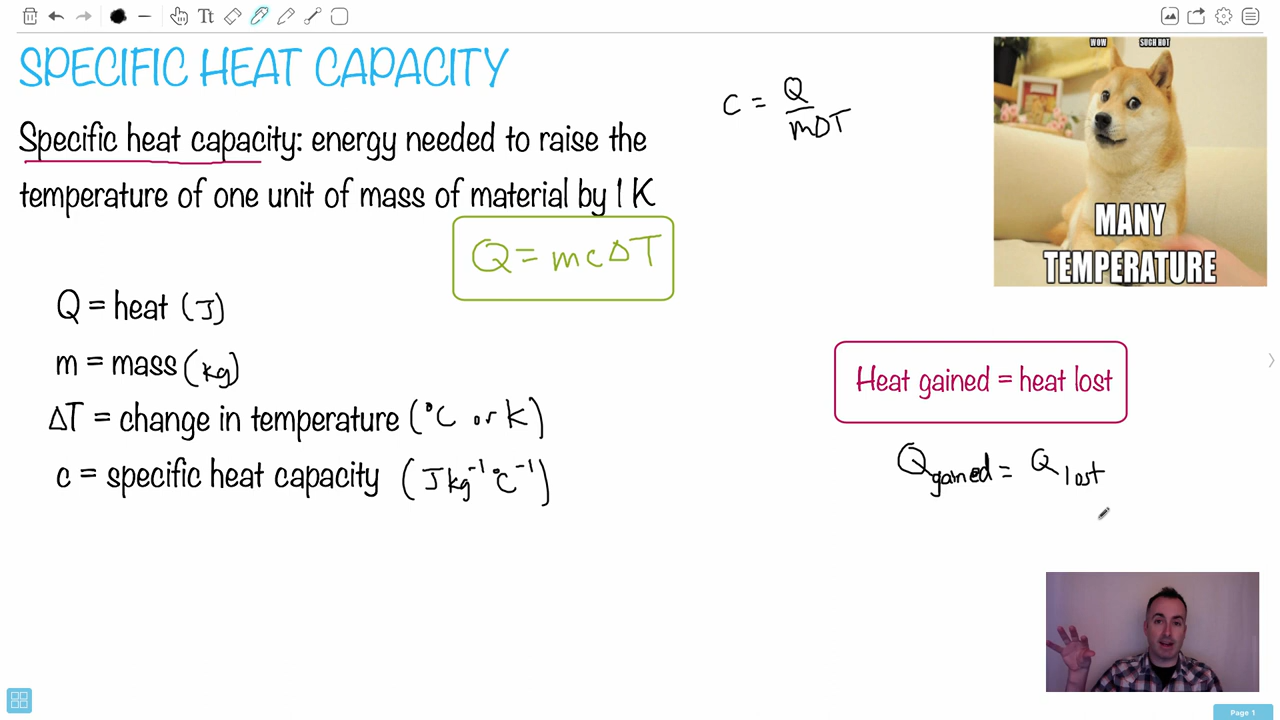 Tt
SPECIFIC HEAT CAPACITY
Specific heat capacity: energy needed to raise the
temperature of one unit of mass of material by 1 K
Q = mcΔT
Q = heat (J)
m = mass (kg)
ΔT = change in temperature (°C or K)
c = specific heat capacity (J kg⁻¹ °C⁻¹)
c = Q / mΔT
WOW SUCH HOT
MANY
TEMPERATURE
Heat gained = heat lost
Q gained = Q lost
Page 1